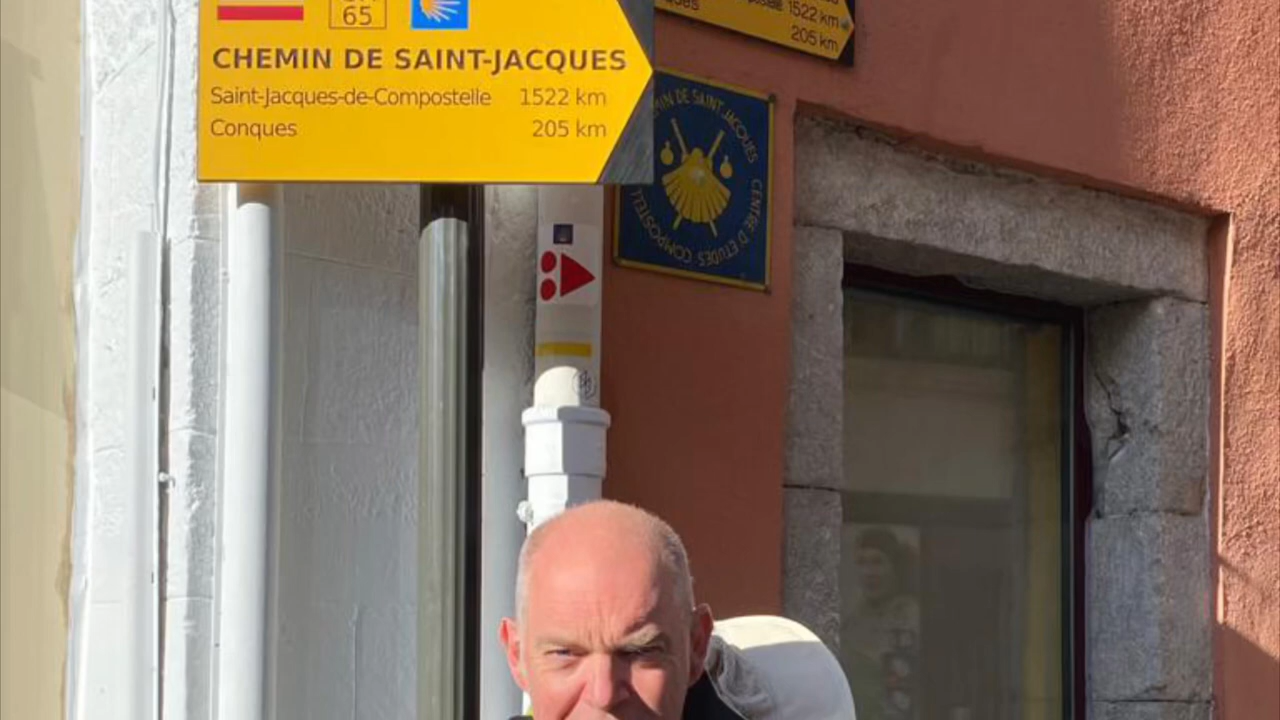 65
CHEMIN DE SAINT-JACQUES
Saint-Jacques-de-Compostelle 1522 km
Conques 205 km
1522 km
205 km
DE SAINT JACQUES
CENTRE D'ETUDES COMPOSTELL